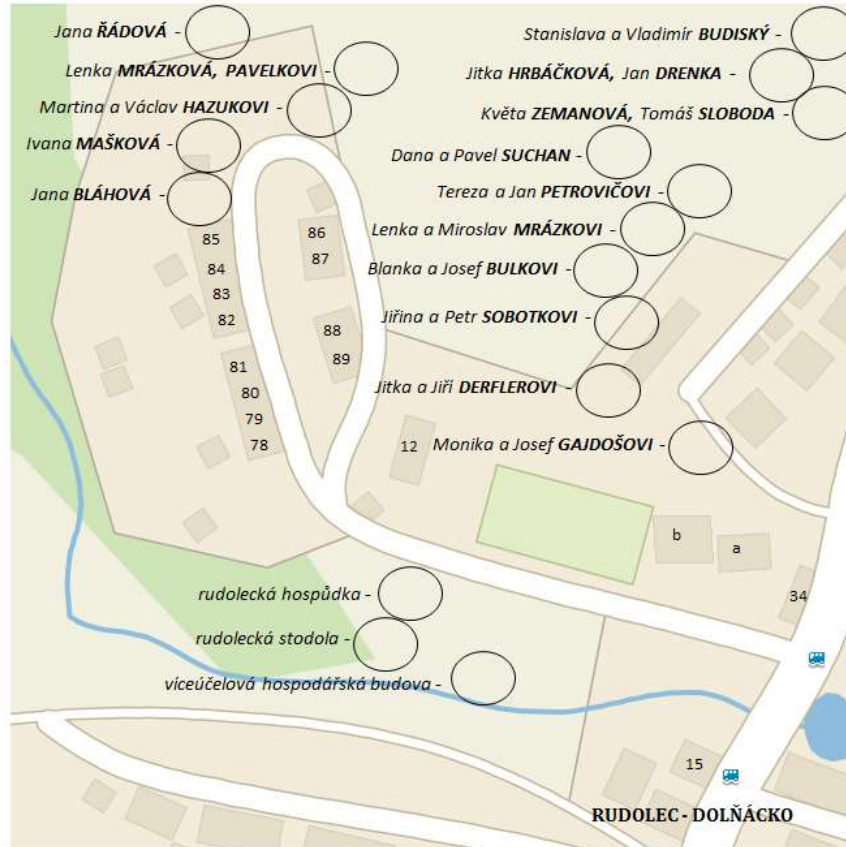 Jana ŘÁDOVÁ -
Stanislava a Vladimír BUDISKÝ -
Lenka MRÁZKOVÁ, PAVELKOVI -
Jitka HRBÁČKOVÁ, Jan DRENKA -
Martina a Václav HAZUKOVI -
Květa ZEMANOVÁ, Tomáš SLOBODA -
Ivana MAŠKOVÁ -
Dana a Pavel SUCHAN -
Jana BLÁHOVÁ -
Tereza a Jan PETROVIČOVI -
Lenka a Miroslav MRÁZKOVI -
Blanka a Josef BULKOVI -
Jiřina a Petr SOBOTKOVI -
Jitka a Jiří DERFLEROVI -
Monika a Josef GAJDOŠOVI -
85
84
83
82
81
80
79
78
86
87
88
89
12
b
a
34
rudolecká hospůdka -
rudolecká stodola -
víceúčelová hospodářská budova -
15
RUDOLEC - DOLŇÁCKO